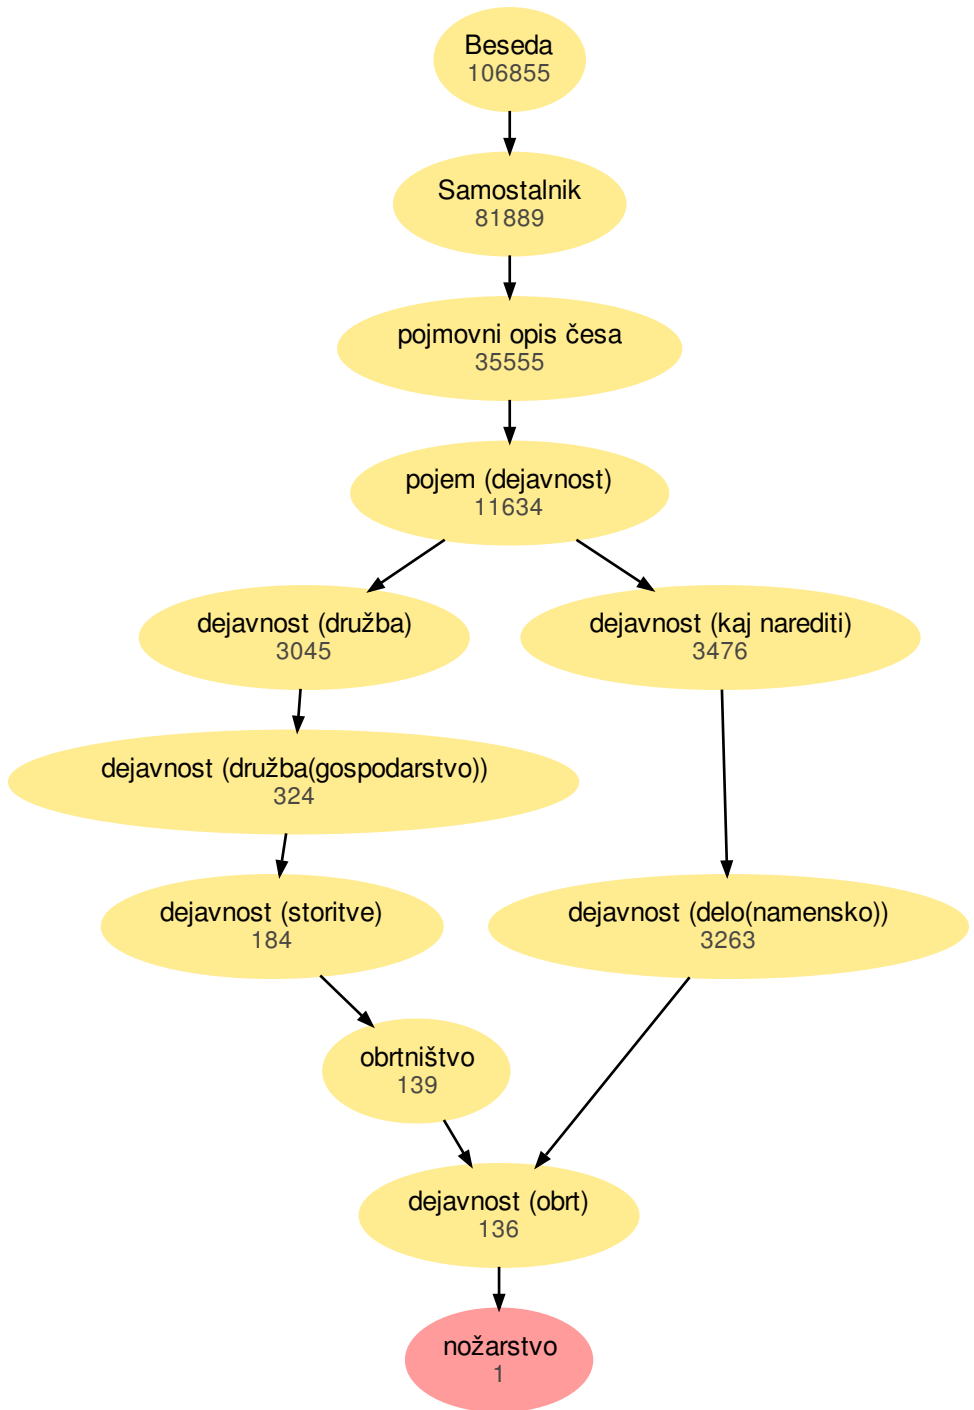 Beseda
106855
Samostalnik
81889
pojmovni opis česa
35555
pojem (dejavnost)
11634
dejavnost (družba)
3045
dejavnost (kaj narediti)
3476
dejavnost (družba(gospodarstvo))
324
dejavnost (storitve)
184
dejavnost (delo(namensko))
3263
obrtništvo
139
dejavnost (obrt)
136
nožarstvo
1